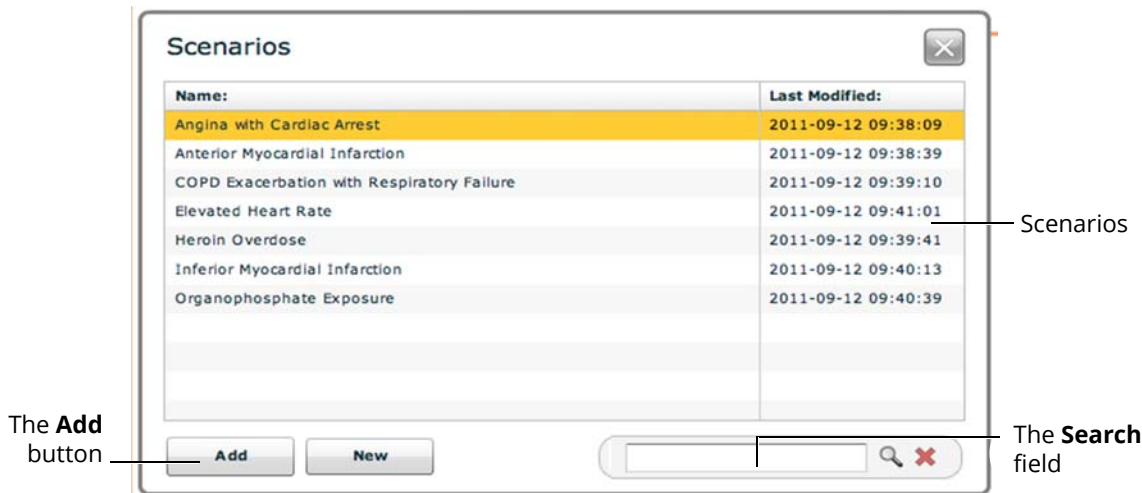 Scenarios
Name: Last Modified:
Angina with Cardiac Arrest 2011-09-12 09:38:09
Anterior Myocardial Infarction 2011-09-12 09:38:39
COPD Exacerbation with Respiratory Failure 2011-09-12 09:39:10
Elevated Heart Rate 2011-09-12 09:41:01
Scenarios
Heroin Overdose 2011-09-12 09:39:41
Inferior Myocardial Infarction 2011-09-12 09:40:13
Organophosphate Exposure 2011-09-12 09:40:39
The Add
button
Add New
The Search
field